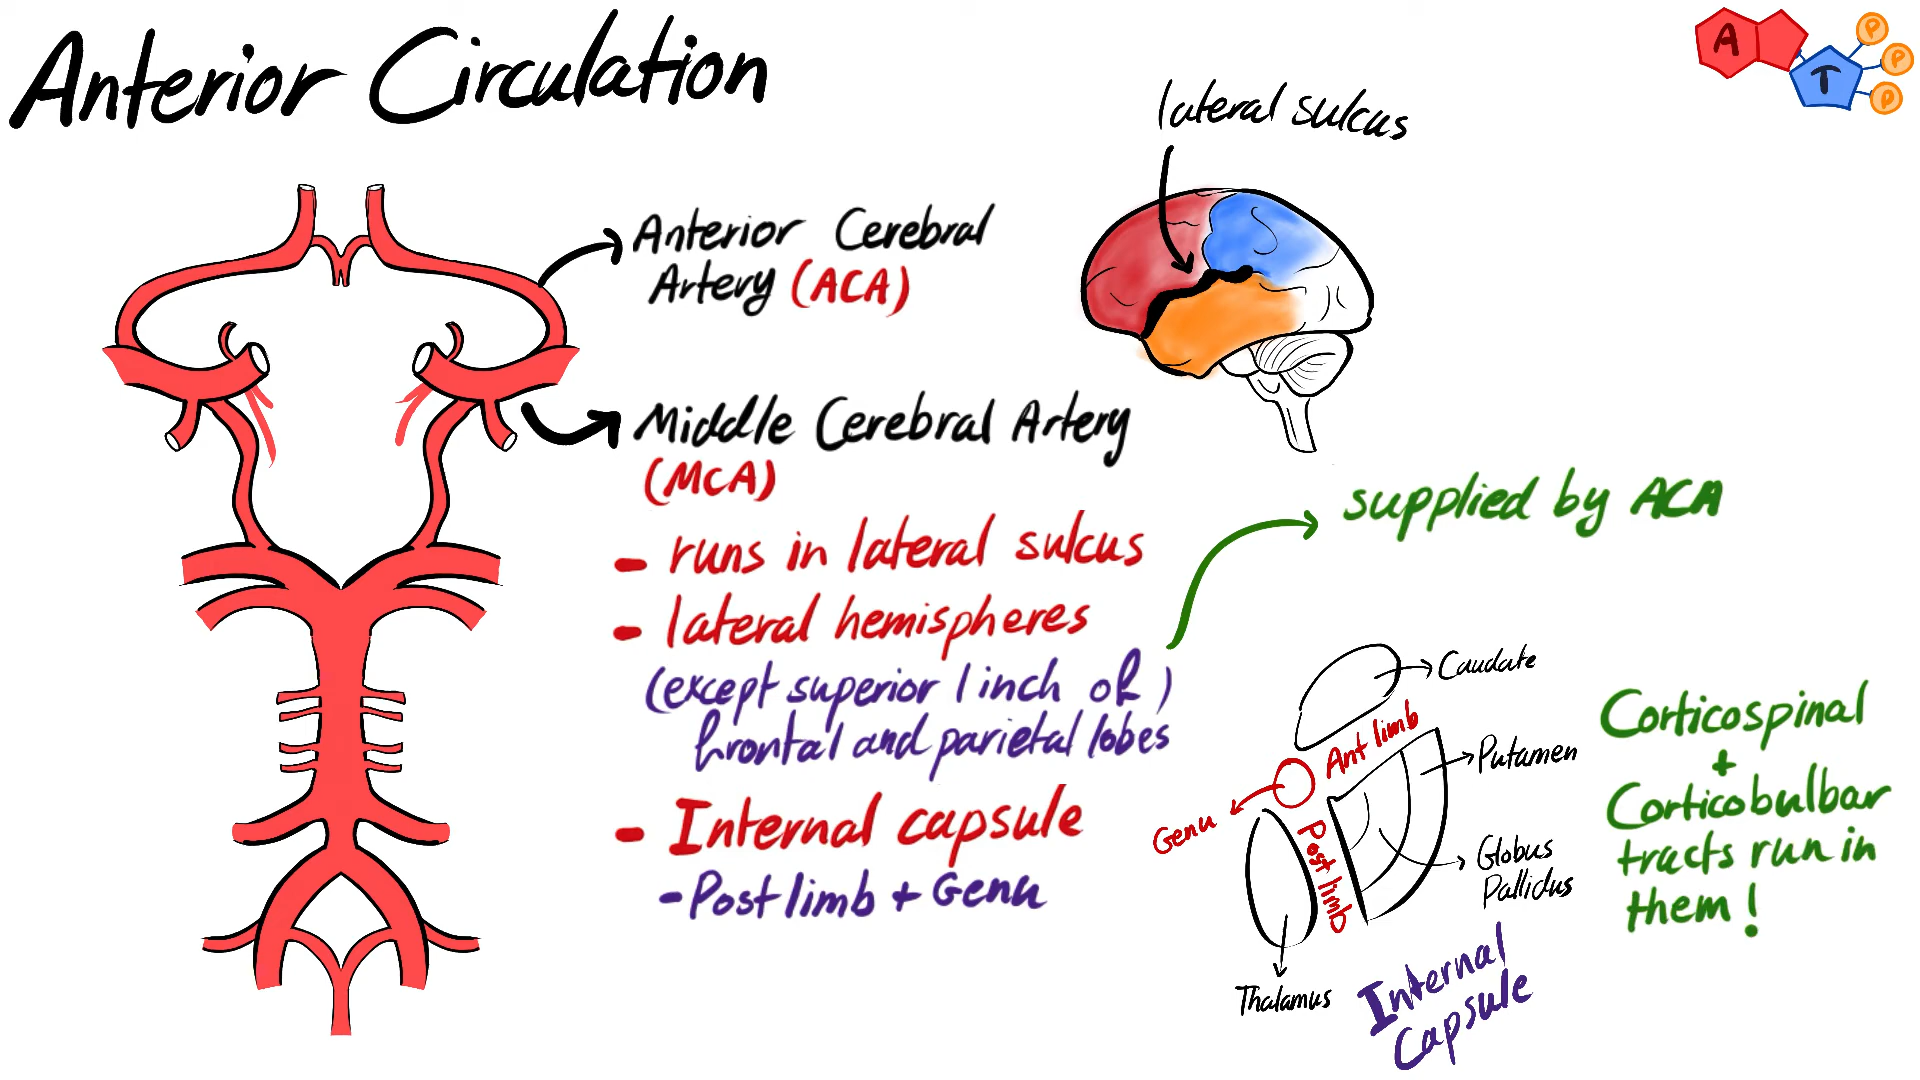 Anterior Circulation
A T P P P
lateral sulcus
Anterior Cerebral
Artery (ACA)
Middle Cerebral Artery
(MCA)
- runs in lateral sulcus
- lateral hemispheres
(except superior 1 inch of)
frontal and parietal lobes
- Internal capsule
- Post limb + Genu
supplied by ACA
Caudate
Ant limb
Putamen
Genu
Post limb
Globus
Pallidus
Thalamus
Internal
Capsule
Corticospinal
+
Corticobulbar
tracts run in
them!